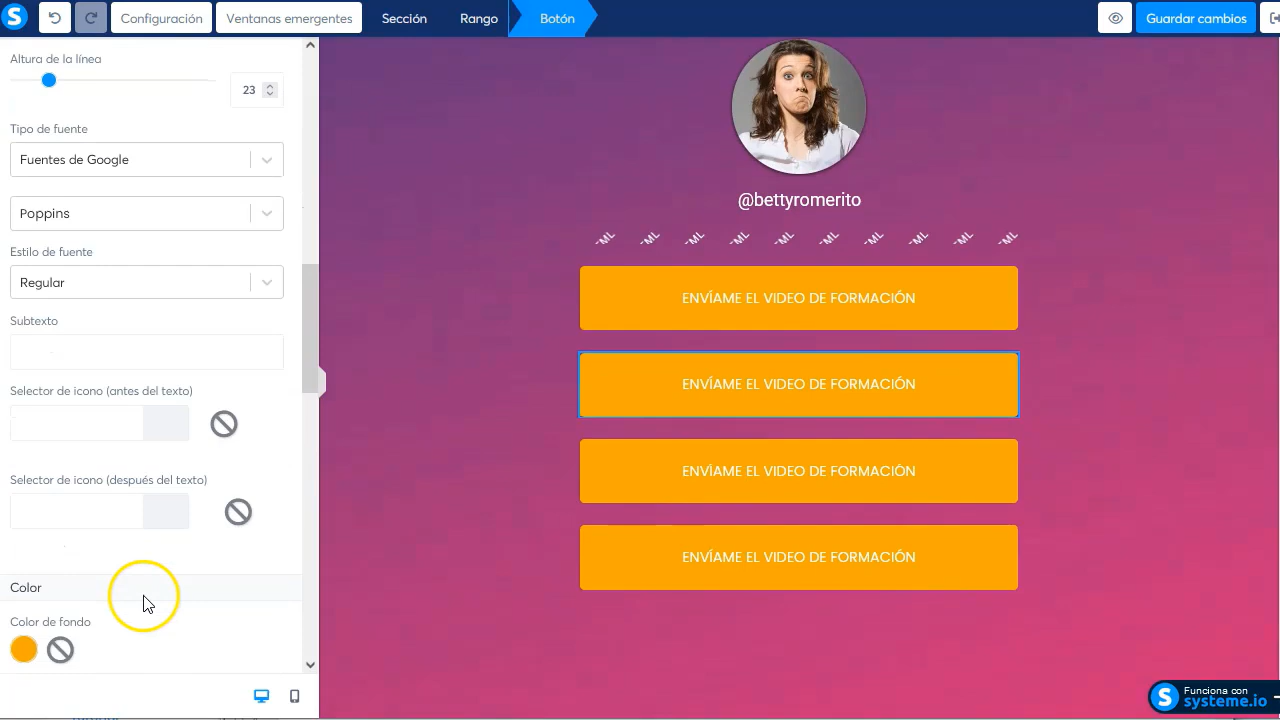 S
Configuración
Ventanas emergentes
Sección
Rango
Botón
Guardar cambios
Altura de la línea
23
Tipo de fuente
Fuentes de Google
Poppins
Estilo de fuente
Regular
Subtexto
Selector de icono (antes del texto)
Selector de icono (después del texto)
Color
Color de fondo
@bettyromerito
ENVÍAME EL VIDEO DE FORMACIÓN
ENVÍAME EL VIDEO DE FORMACIÓN
ENVÍAME EL VIDEO DE FORMACIÓN
ENVÍAME EL VIDEO DE FORMACIÓN
S Funciona con
systeme.io